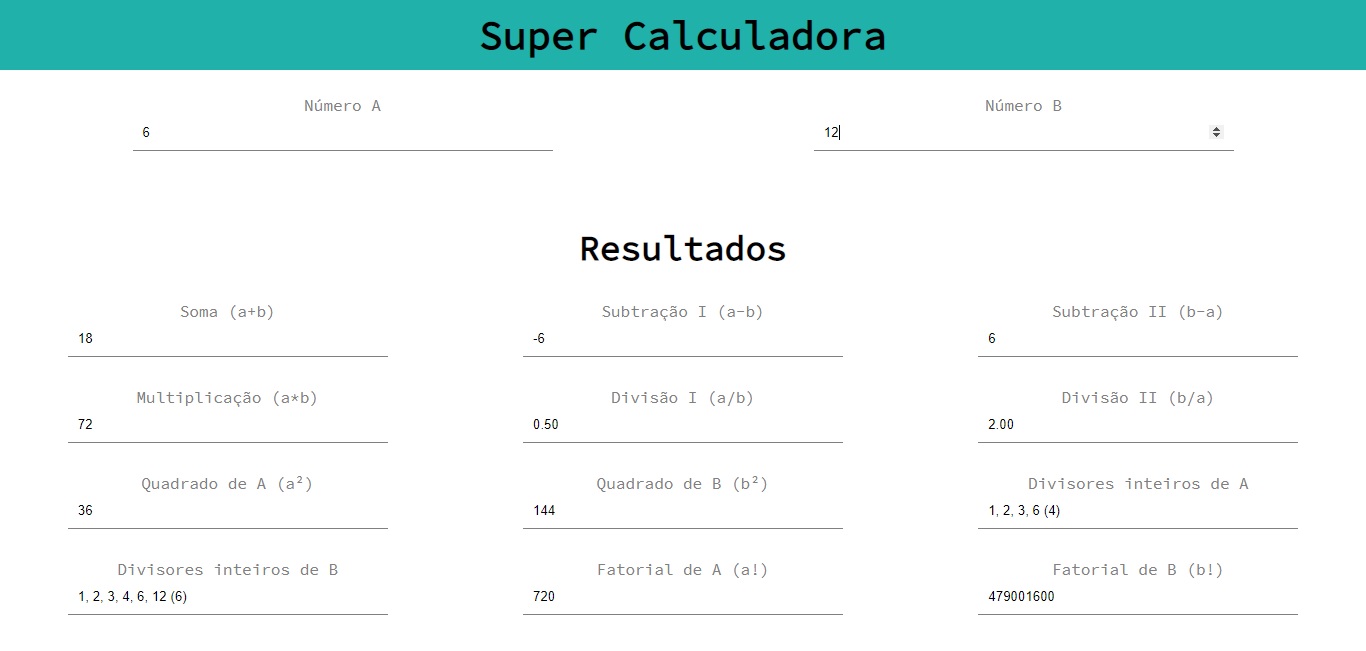 Super Calculadora
Número A Número B
6 12
Resultados
Soma (a+b) Subtração I (a-b) Subtração II (b-a)
18 -6 6
Multiplicação (a*b) Divisão I (a/b) Divisão II (b/a)
72 0.50 2.00
Quadrado de A (a²) Quadrado de B (b²) Divisores inteiros de A
36 144 1, 2, 3, 6 (4)
Divisores inteiros de B Fatorial de A (a!) Fatorial de B (b!)
1, 2, 3, 4, 6, 12 (6) 720 479001600